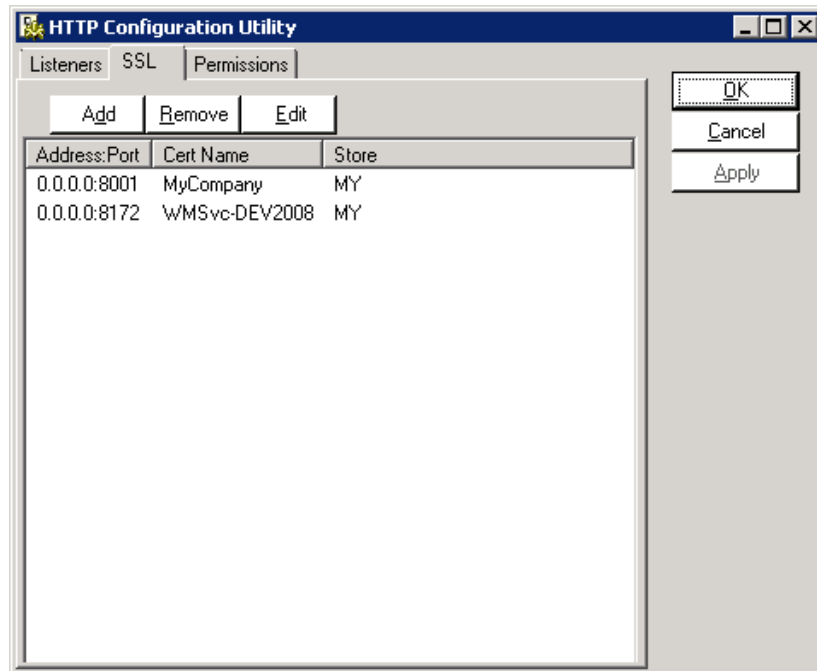 HTTP Configuration Utility
Listeners SSL Permissions
OK
Add Remove Edit
Cancel
Address:Port Cert Name Store
Apply
0.0.0.0:8001 MyCompany MY
0.0.0.0:8172 WMSvc-DEV2008 MY